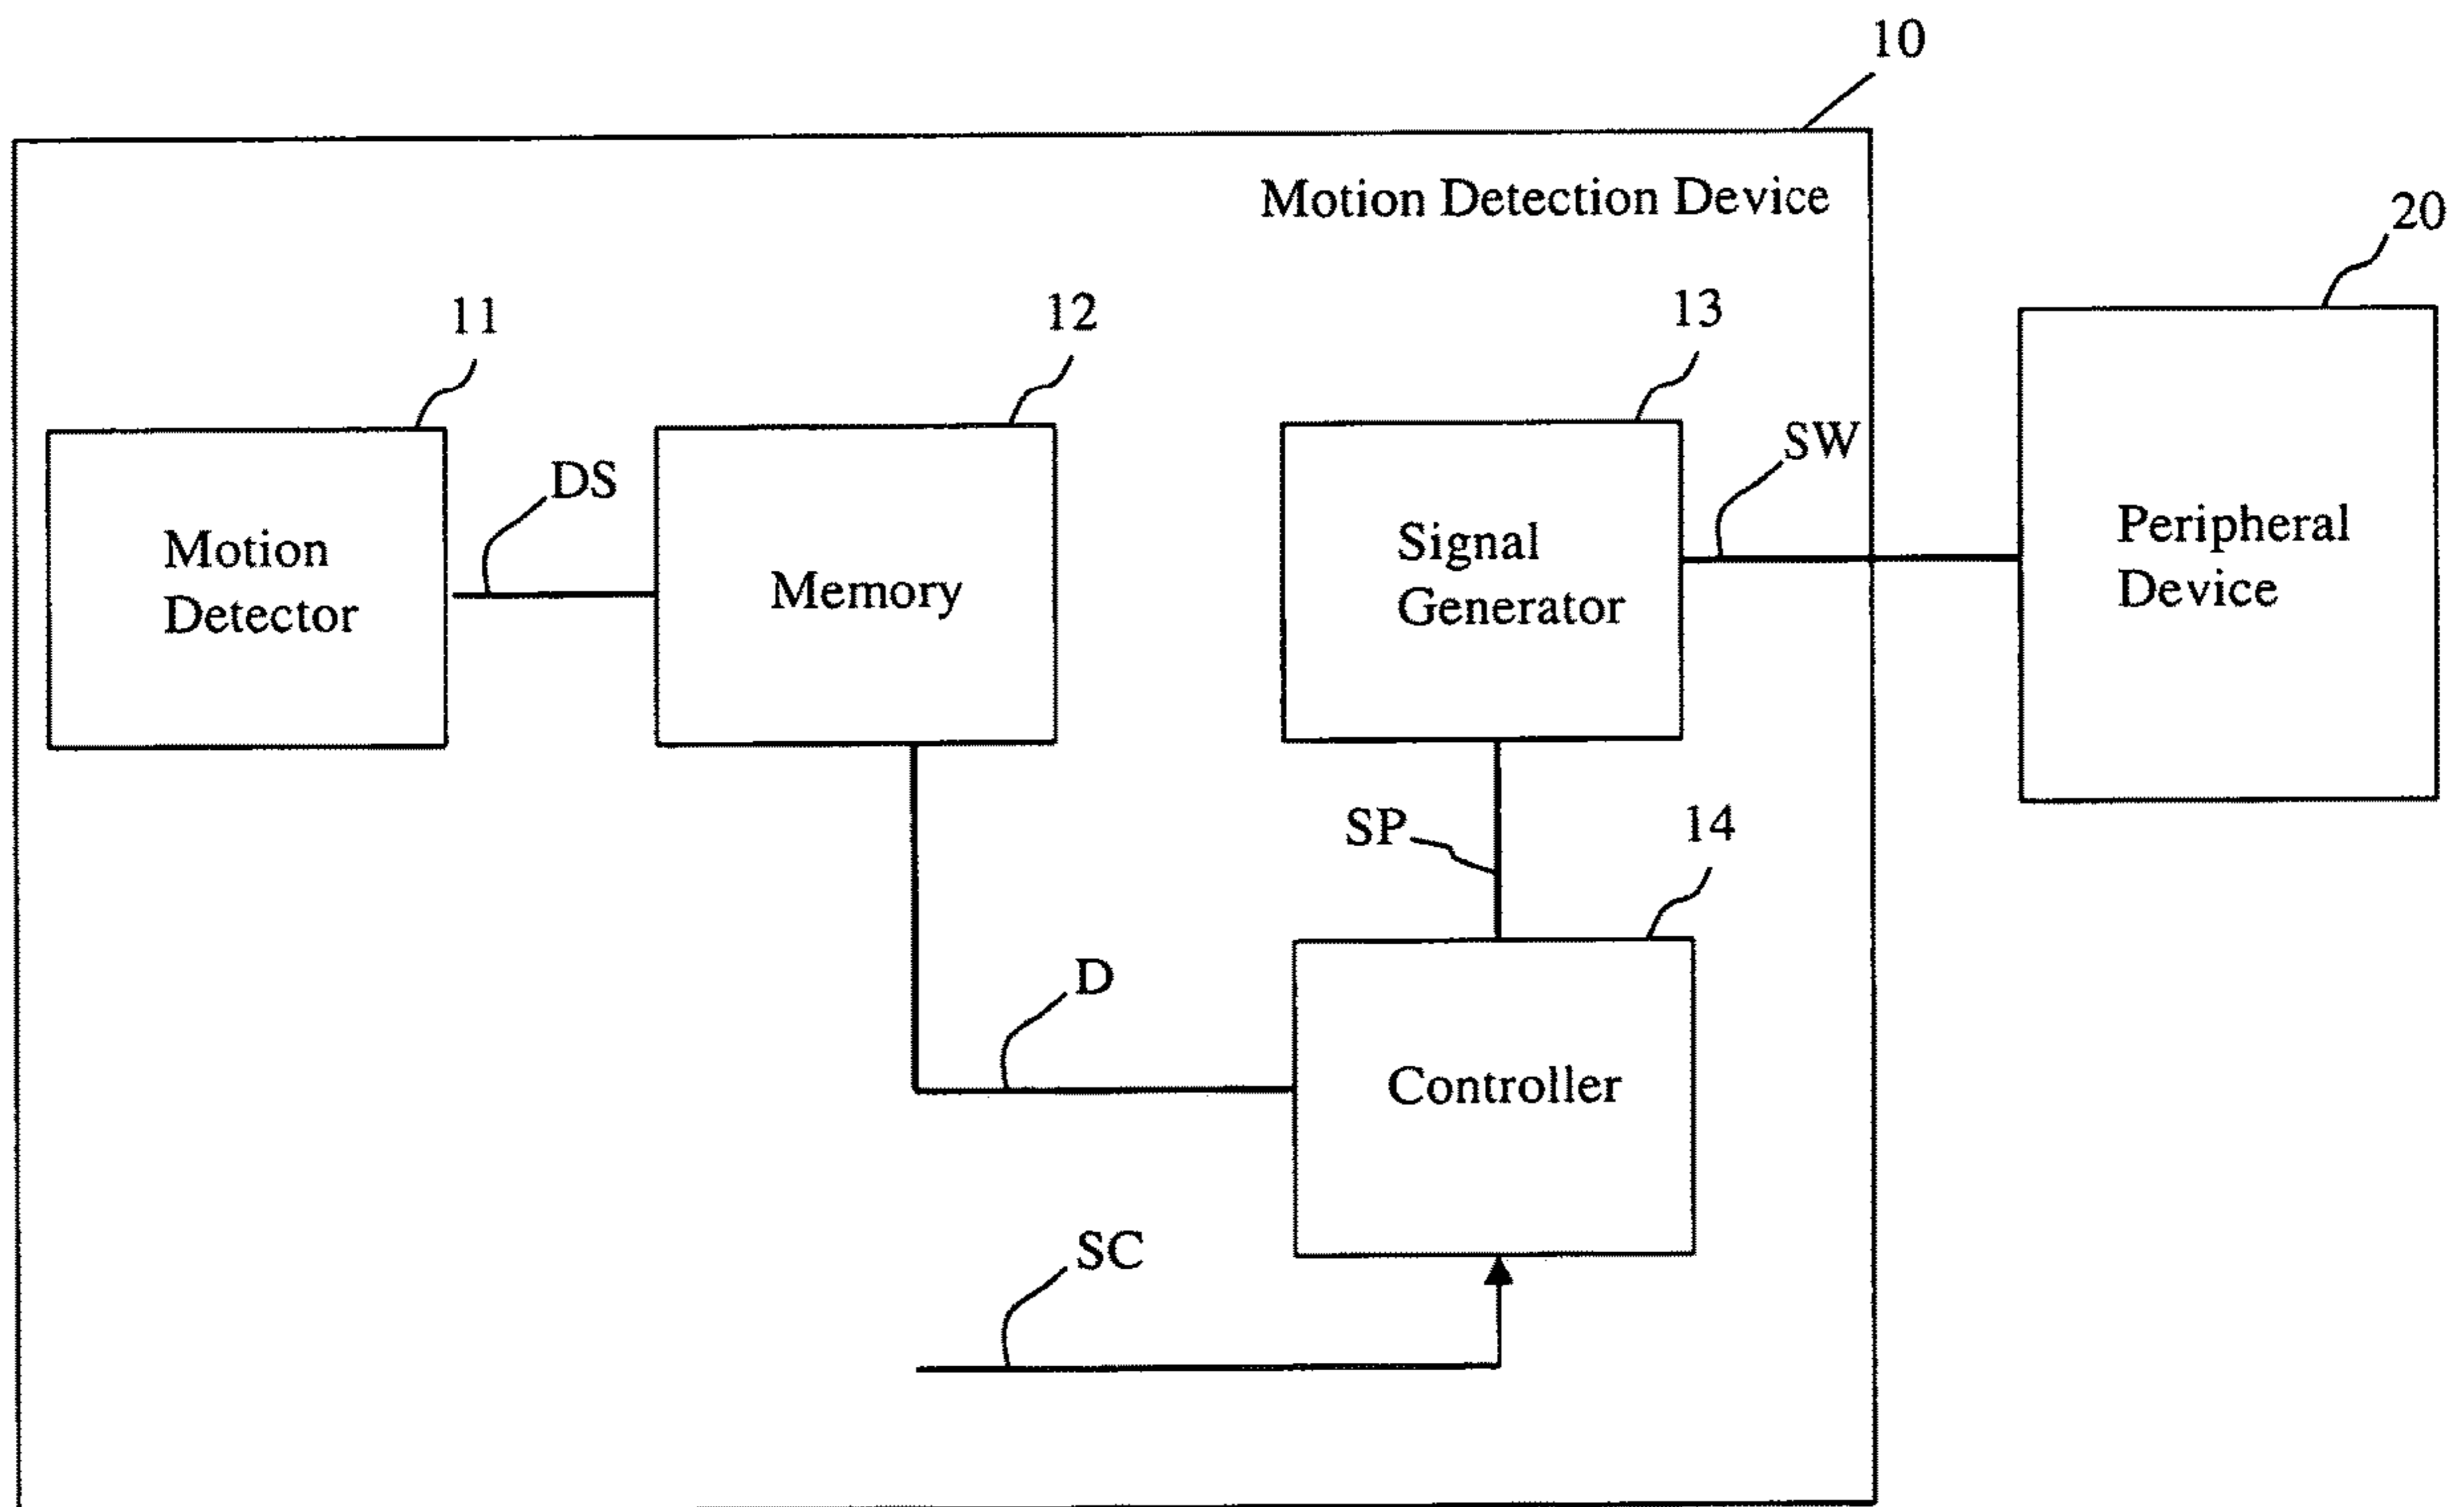 10
Motion Detection Device
20
11
12
13
SW
DS
Motion
Detector
Memory
Signal
Generator
Peripheral
Device
SP
14
D
Controller
SC